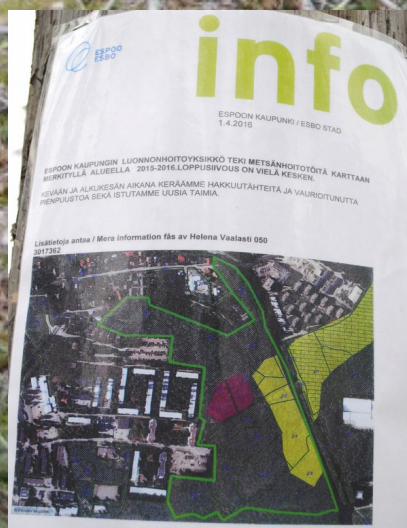 ESPOO
ESBO
info
ESPOON KAUPUNKI / ESBO STAD
1.4.2016
ESPOON KAUPUNGIN LUONNONHOITOYKSIKKÖ TEKI METSÄNHOITOTÖITÄ KARTTAAN
MERKITYLLÄ ALUEELLA 2015-2016.LOPPUSIIVOUS ON VIELÄ KESKEN.
KEVÄÄN JA ALKUKESÄN AIKANA KERÄÄMME HAKKUUTÄHTEITÄ JA VAURIOITUNUTTA
PIENPUUSTOA SEKÄ ISTUTAMME UUSIA TAIMIA.
Lisätietoja antaa / Mera information fås av Helena Vaalasti 050
3017362